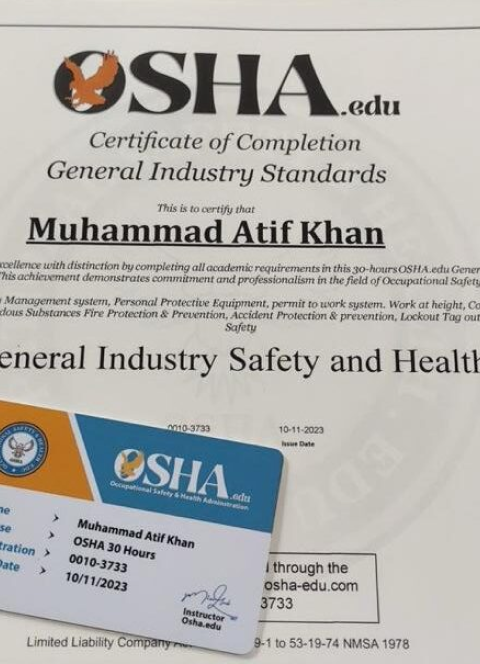 OSHA.edu
Certificate of Completion
General Industry Standards
This is to certify that
Muhammad Atif Khan
xcellence with distinction by completing all academic requirements in this 30-hours OSHA.edu Gener
This achievement demonstrates commitment and professionalism in the field of Occupational Safety
Management system, Personal Protective Equipment, permit to work system. Work at height, Co
dous Substances Fire Protection & Prevention, Accident Protection & prevention, Lockout Tag out
Safety
eneral Industry Safety and Health
0010-3733
10-11-2023
Issue Date
OSHA.edu
Occupational Safety & Health Administration
me > Muhammad Atif Khan
se > OSHA 30 Hours
tration > 0010-3733
Date > 10/11/2023
Instructor
Osha.edu
through the
osha-edu.com
3733
Limited Liability Company Act
9-1 to 53-19-74 NMSA 1978